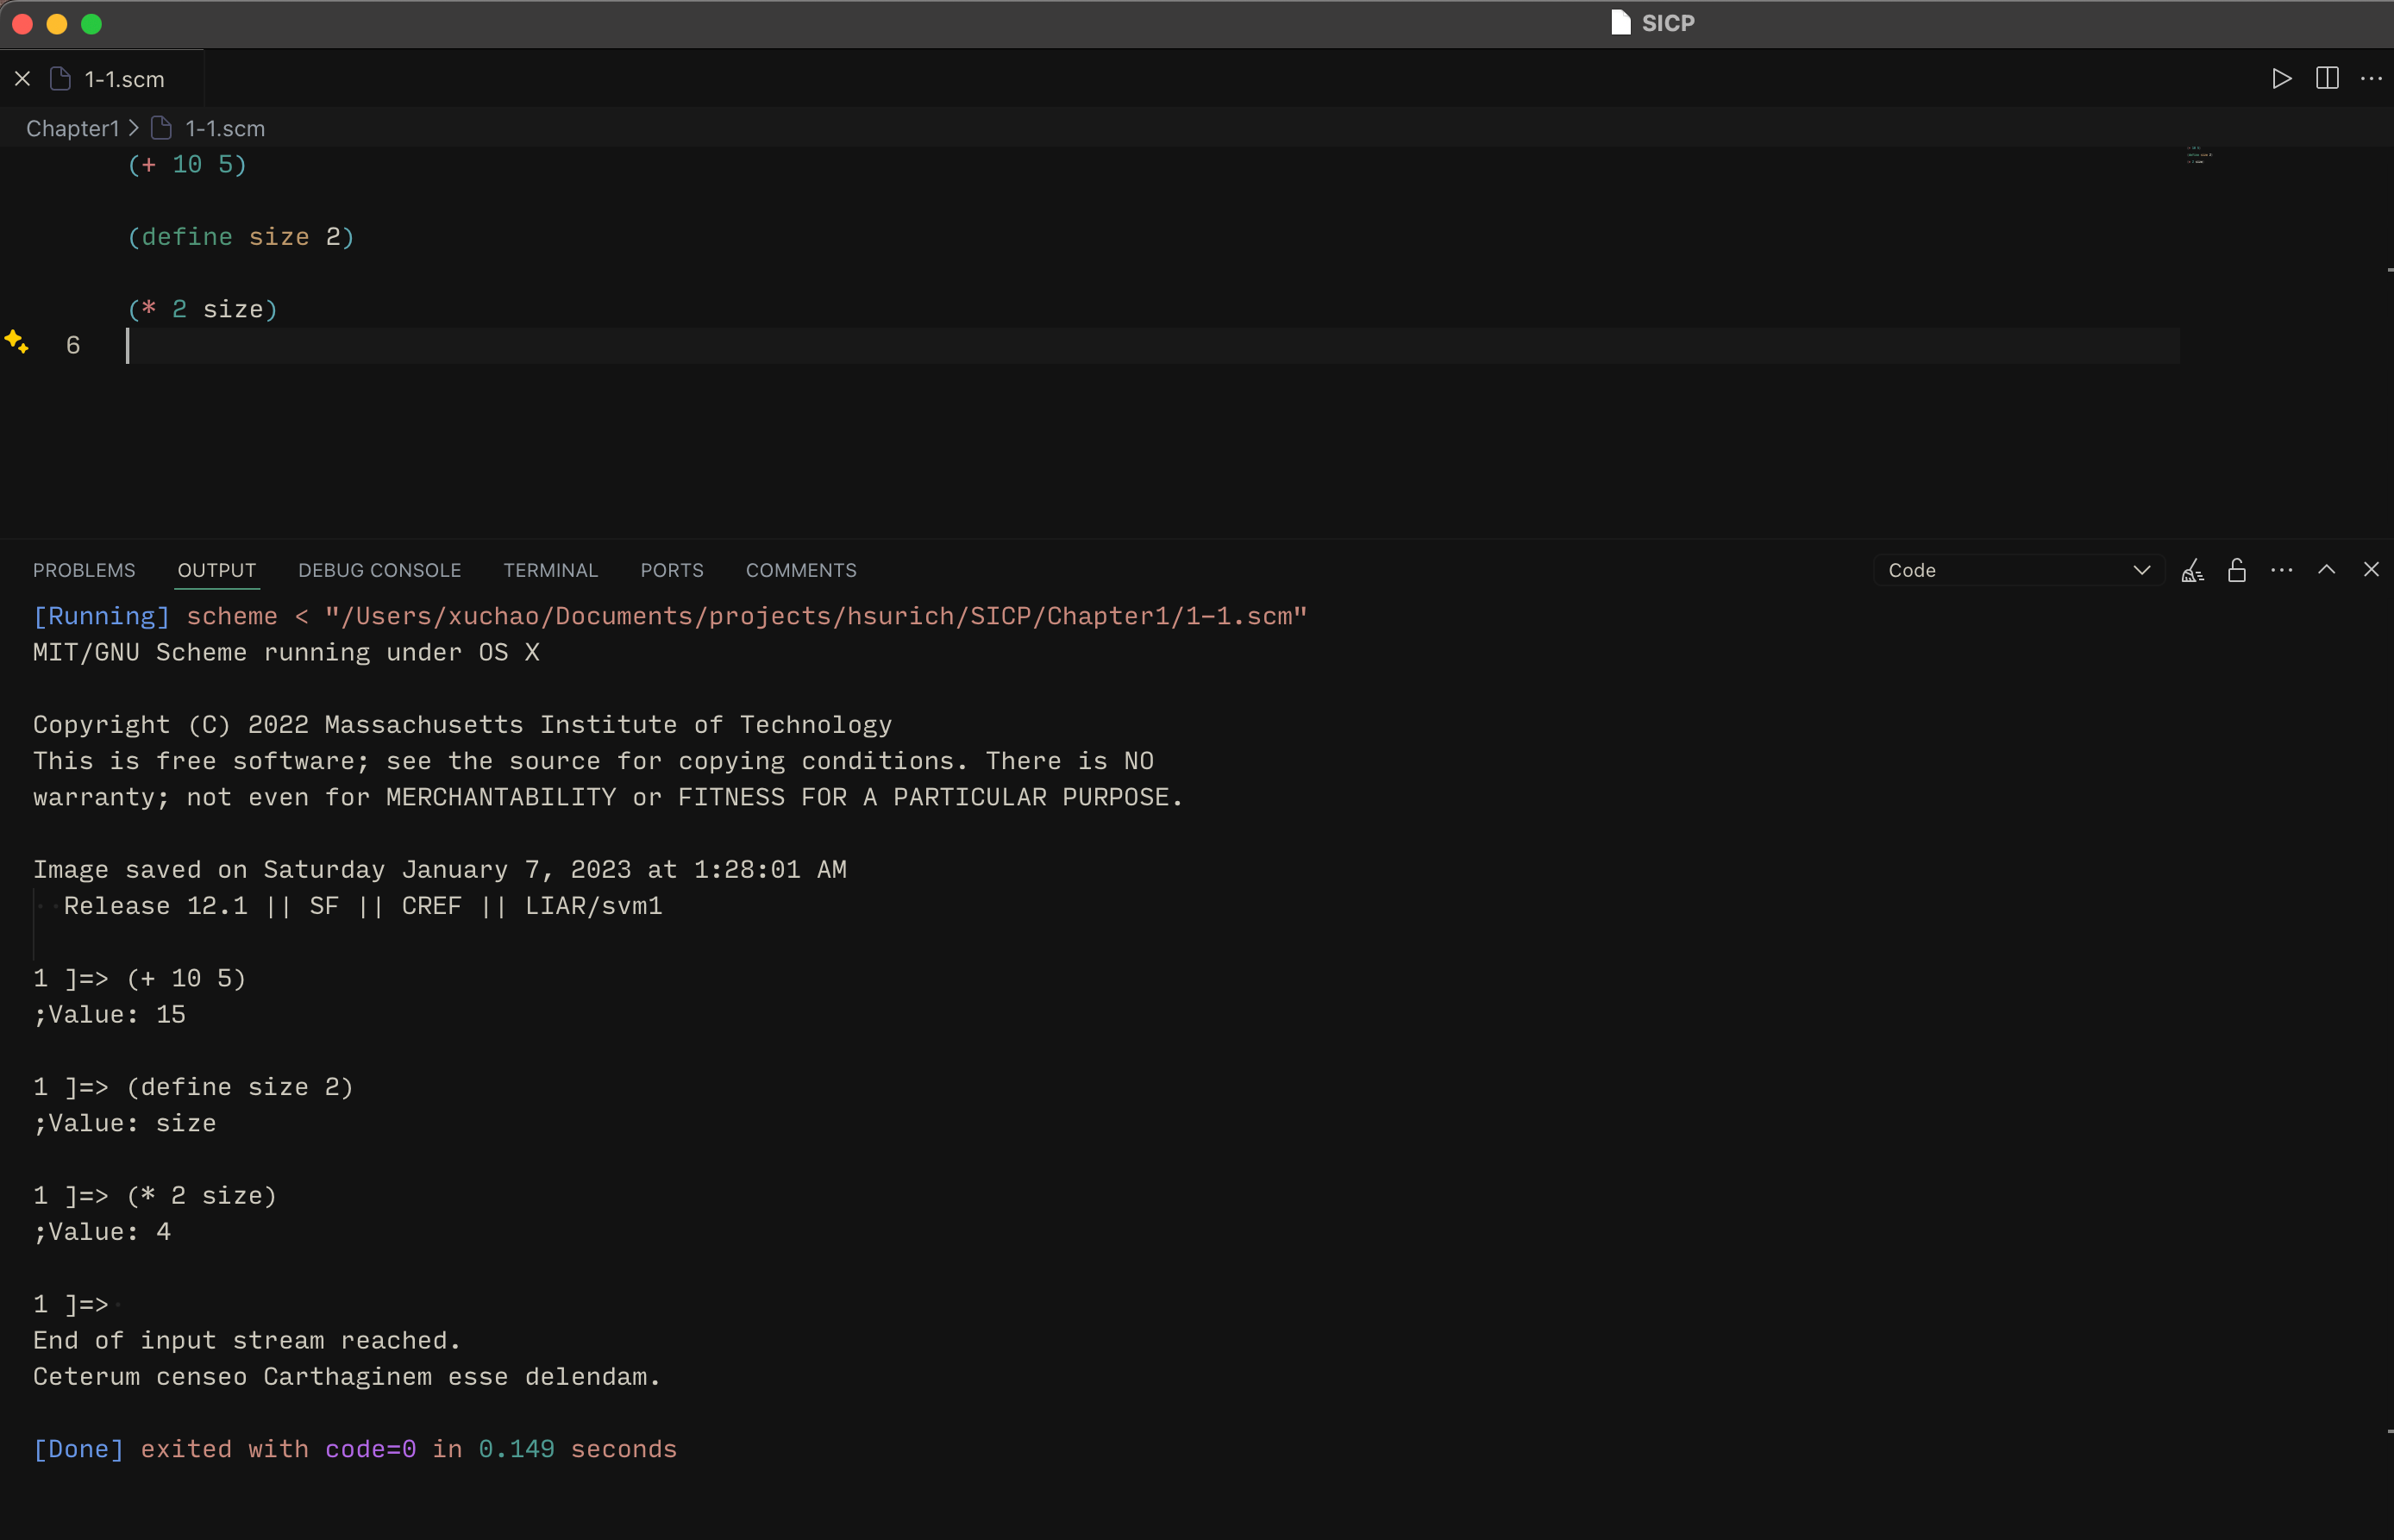 SICP
1-1.scm
Chapter1 > 1-1.scm
(+ 10 5)
(define size 2)
(* 2 size)
6
PROBLEMS OUTPUT DEBUG CONSOLE TERMINAL PORTS COMMENTS Code
[Running] scheme < "/Users/xuchao/Documents/projects/hsurich/SICP/Chapter1/1-1.scm"
MIT/GNU Scheme running under OS X
Copyright (C) 2022 Massachusetts Institute of Technology
This is free software; see the source for copying conditions. There is NO
warranty; not even for MERCHANTABILITY or FITNESS FOR A PARTICULAR PURPOSE.
Image saved on Saturday January 7, 2023 at 1:28:01 AM
Release 12.1 || SF || CREF || LIAR/svm1
1 ]=> (+ 10 5)
;Value: 15
1 ]=> (define size 2)
;Value: size
1 ]=> (* 2 size)
;Value: 4
1 ]=>
End of input stream reached.
Ceterum censeo Carthaginem esse delendam.
[Done] exited with code=0 in 0.149 seconds